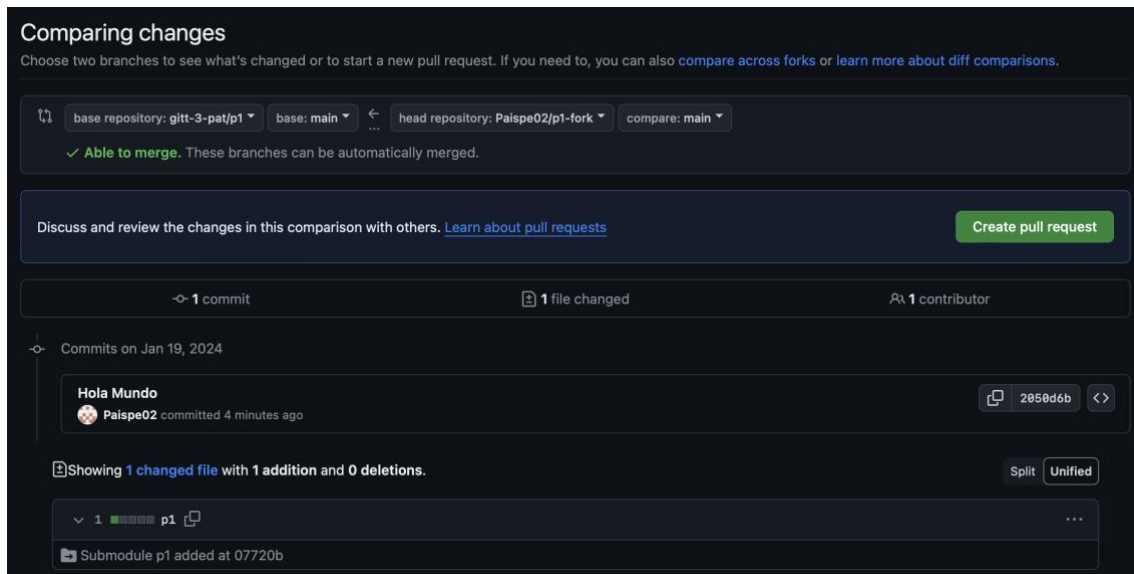 Comparing changes
Choose two branches to see what's changed or to start a new pull request. If you need to, you can also compare across forks or learn more about diff comparisons.
base repository: gitt-3-pat/p1 base: main ← ... head repository: Paispe02/p1-fork compare: main
✓ Able to merge. These branches can be automatically merged.
Discuss and review the changes in this comparison with others. Learn about pull requests Create pull request
1 commit 1 file changed 1 contributor
Commits on Jan 19, 2024
Hola Mundo
2050d6b <>
Paispe02 committed 4 minutes ago
Showing 1 changed file with 1 addition and 0 deletions. Split Unified
1 p1 ...
Submodule p1 added at 07720b